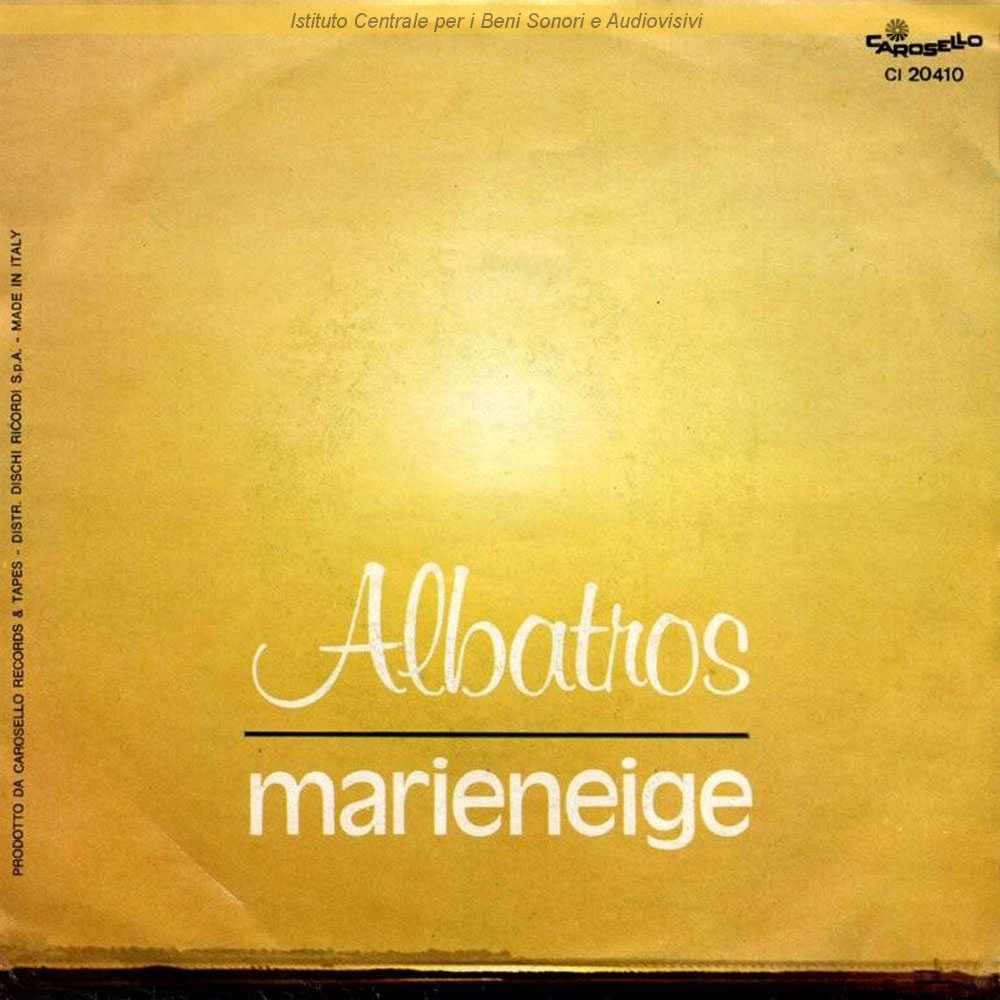 Istituto Centrale per i Beni Sonori e Audiovisivi
CAROSELLO
CI 20410
PRODOTTO DA CAROSELLO RECORDS & TAPES - DISTR. DISCHI RICORDI S.p.A. - MADE IN ITALY
Albatros
marieneige